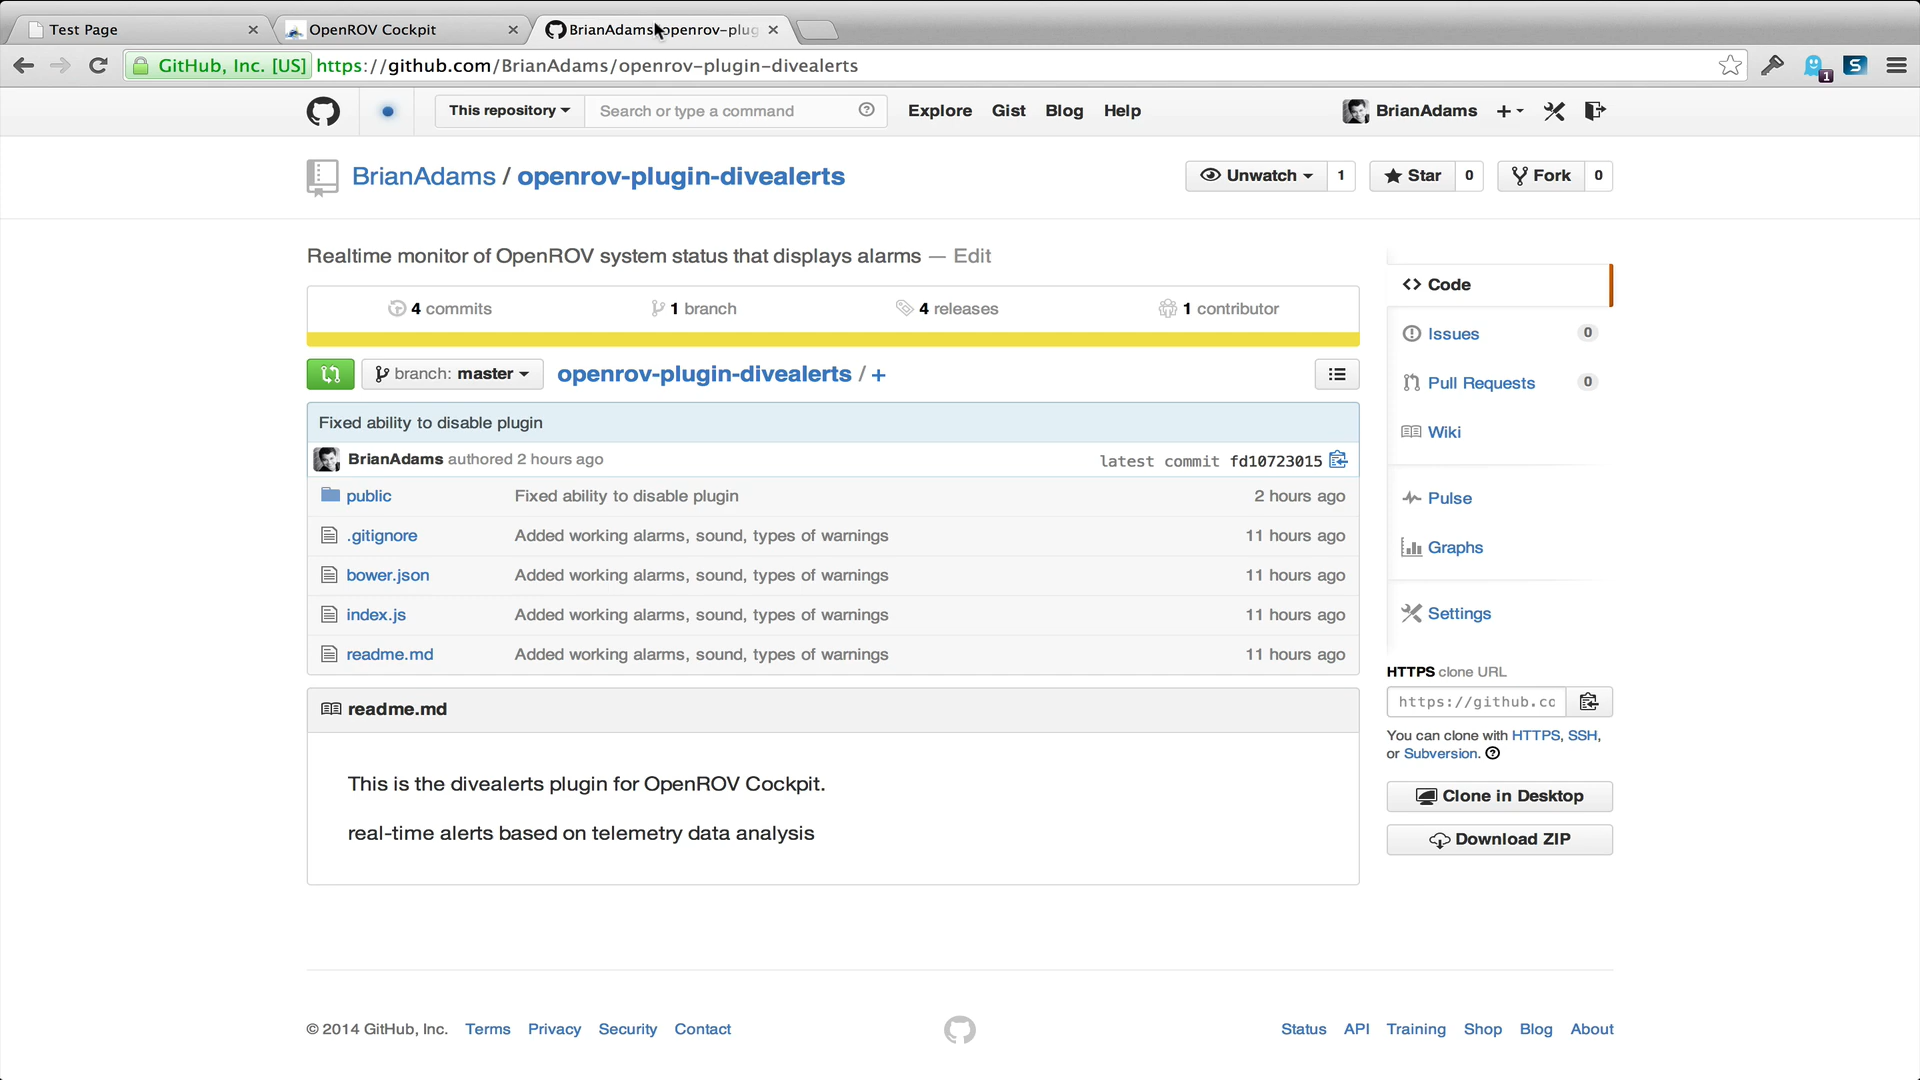 Test Page
OpenROV Cockpit
BrianAdams/openrov-plug
GitHub, Inc. [US] https://github.com/BrianAdams/openrov-plugin-divealerts
1
S
This repository
Search or type a command
Explore Gist Blog Help
BrianAdams
BrianAdams / openrov-plugin-divealerts
Unwatch 1
Star 0
Fork 0
Realtime monitor of OpenROV system status that displays alarms — Edit
4 commits
1 branch
4 releases
1 contributor
branch: master
openrov-plugin-divealerts / +
Fixed ability to disable plugin
BrianAdams authored 2 hours ago
latest commit fd10723015
public Fixed ability to disable plugin 2 hours ago
.gitignore Added working alarms, sound, types of warnings 11 hours ago
bower.json Added working alarms, sound, types of warnings 11 hours ago
index.js Added working alarms, sound, types of warnings 11 hours ago
readme.md Added working alarms, sound, types of warnings 11 hours ago
readme.md
This is the divealerts plugin for OpenROV Cockpit.
real-time alerts based on telemetry data analysis
Code
Issues 0
Pull Requests 0
Wiki
Pulse
Graphs
Settings
HTTPS clone URL
https://github.co
You can clone with HTTPS, SSH,
or Subversion.
Clone in Desktop
Download ZIP
© 2014 GitHub, Inc. Terms Privacy Security Contact
Status API Training Shop Blog About